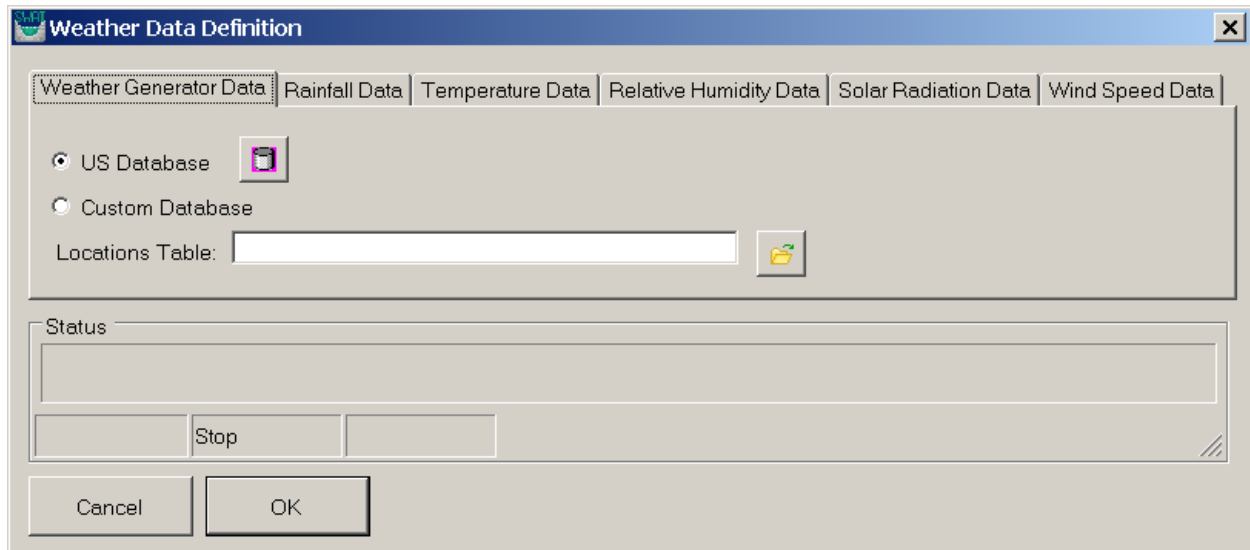 SWAT
Weather Data Definition
Weather Generator Data Rainfall Data Temperature Data Relative Humidity Data Solar Radiation Data Wind Speed Data
US Database
Custom Database
Locations Table:
Status
Stop
Cancel OK